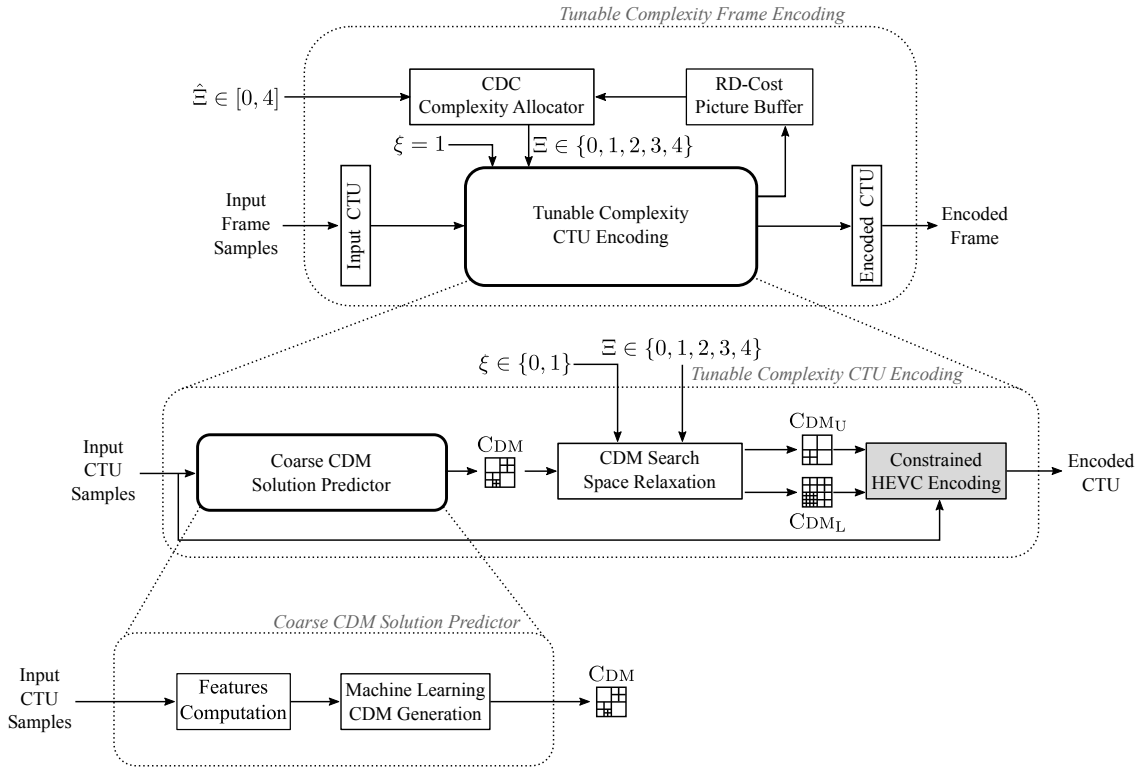 Tunable Complexity Frame Encoding
Ξ̂ ∈ [0, 4]
CDC
Complexity Allocator
RD-Cost
Picture Buffer
ξ = 1
Ξ ∈ {0, 1, 2, 3, 4}
Input
Frame
Samples
Input CTU
Tunable Complexity
CTU Encoding
Encoded CTU
Encoded
Frame
ξ ∈ {0, 1}
Ξ ∈ {0, 1, 2, 3, 4}
Tunable Complexity CTU Encoding
Input
CTU
Samples
Coarse CDM
Solution Predictor
CDM
CDM Search
Space Relaxation
CDM_U
CDM_L
Constrained
HEVC Encoding
Encoded
CTU
Coarse CDM Solution Predictor
Input
CTU
Samples
Features
Computation
Machine Learning
CDM Generation
CDM